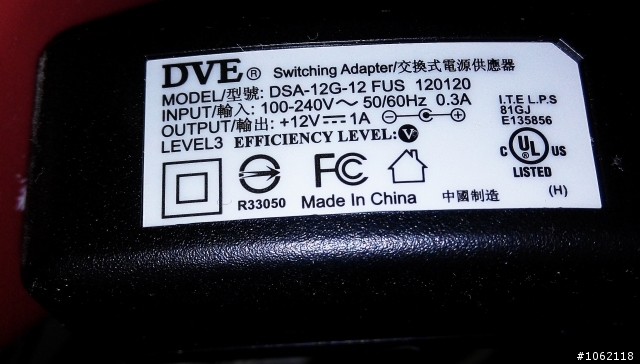 DVE® Switching Adapter/交換式電源供應器
MODEL/型號: DSA-12G-12 FUS 120120
INPUT/輸入: 100-240V～ 50/60Hz 0.3A
OUTPUT/輸出: +12V⎓1A
LEVEL3 EFFICIENCY LEVEL: V
I.T.E L.P.S
81GJ
E135856
C UL US
LISTED
(H)
R33050
FC
Made In China 中國制造
#1062118